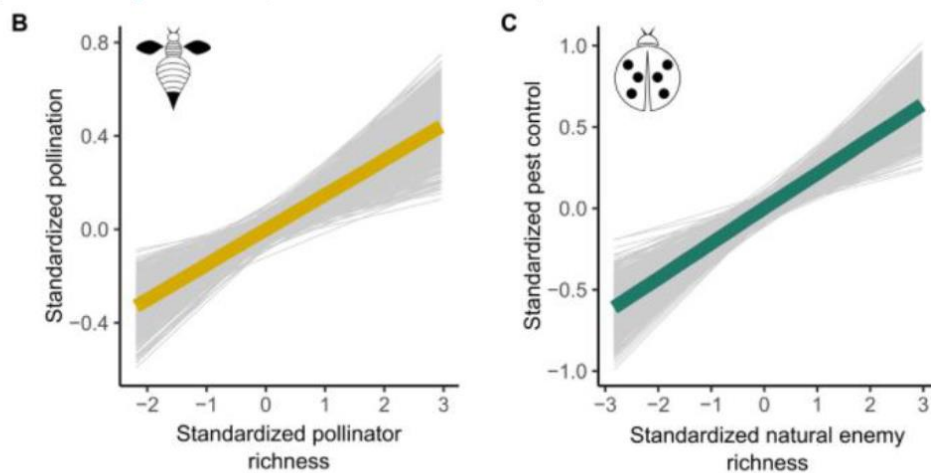 B
0.8
0.4
0.0
−0.4
Standardized pollination
−2 −1 0 1 2 3
Standardized pollinator
richness
C
1.0
0.5
0.0
−0.5
−1.0
Standardized pest control
−3 −2 −1 0 1 2 3
Standardized natural enemy
richness